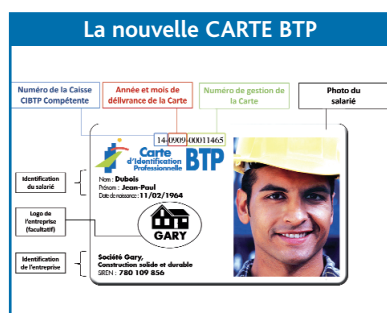 La nouvelle CARTE BTP
Numéro de la Caisse
CIBTP Compétente
Année et mois de
délivrance de la Carte
Numéro de gestion de
la Carte
Photo du
salarié
14-0909-00011465
Carte
d'Identification
Professionnelle
BTP
Identification
du salarié
Nom : Dubois
Prénom : Jean-Paul
Date de naissance : 11/02/1964
Logo de
l'entreprise
(facultatif)
GARY
Identification
de l'entreprise
Société Gary,
Construction solide et durable
SIREN : 780 109 856